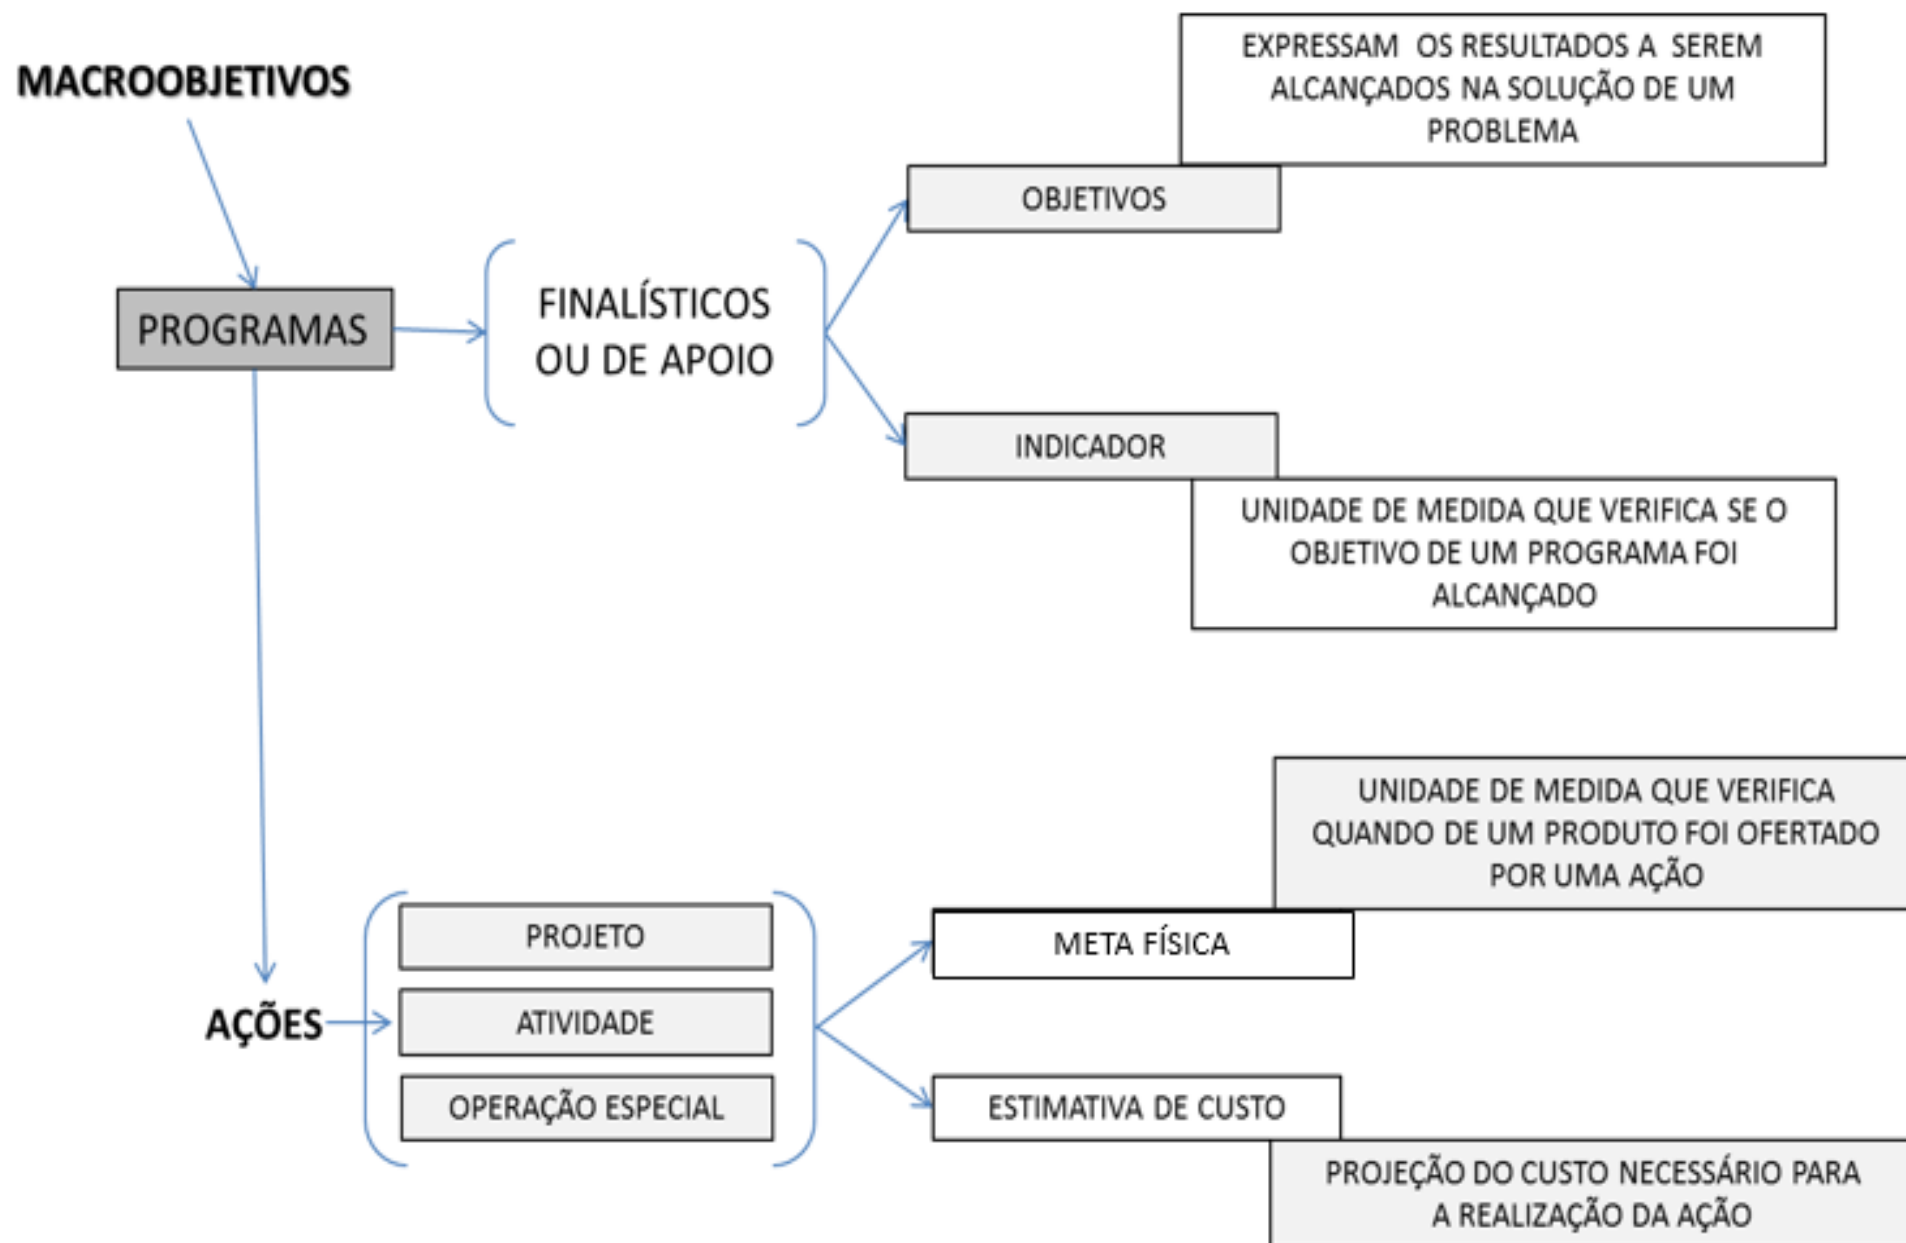 MACROOBJETIVOS
EXPRESSAM OS RESULTADOS A SEREM
ALCANÇADOS NA SOLUÇÃO DE UM
PROBLEMA
OBJETIVOS
PROGRAMAS
FINALÍSTICOS
OU DE APOIO
INDICADOR
UNIDADE DE MEDIDA QUE VERIFICA SE O
OBJETIVO DE UM PROGRAMA FOI
ALCANÇADO
UNIDADE DE MEDIDA QUE VERIFICA
QUANDO DE UM PRODUTO FOI OFERTADO
POR UMA AÇÃO
META FÍSICA
AÇÕES
PROJETO
ATIVIDADE
OPERAÇÃO ESPECIAL
ESTIMATIVA DE CUSTO
PROJEÇÃO DO CUSTO NECESSÁRIO PARA
A REALIZAÇÃO DA AÇÃO